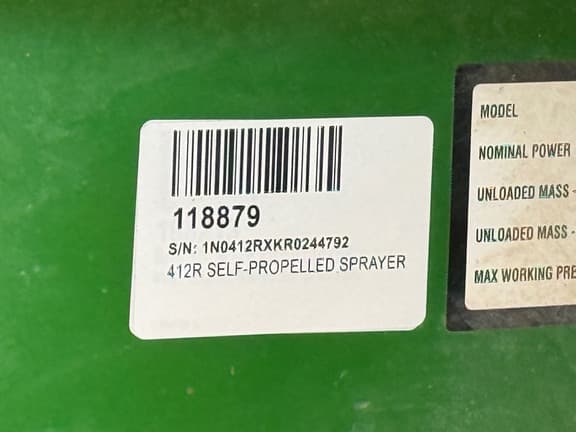 118879
S/N: 1N0412RXKR0244792
412R SELF-PROPELLED SPRAYER
MODEL
NOMINAL POWER
UNLOADED MASS -
UNLOADED MASS -
MAX WORKING PRE